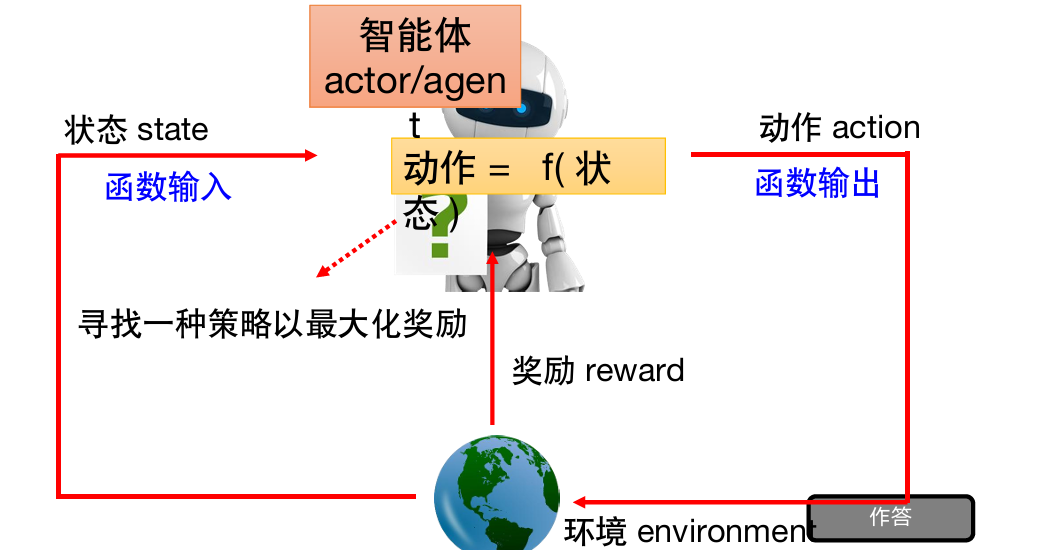 智能体
actor/agen
t
状态 state
动作 action
动作 = f( 状
态 )
函数输入
函数输出
?
寻找一种策略以最大化奖励
奖励 reward
环境 environment
作答